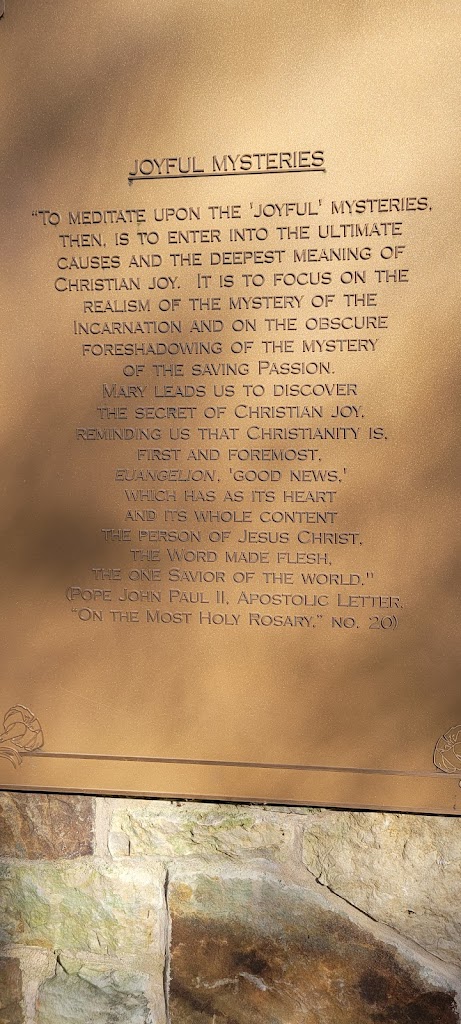 JOYFUL MYSTERIES
"TO MEDITATE UPON THE 'JOYFUL' MYSTERIES,
THEN, IS TO ENTER INTO THE ULTIMATE
CAUSES AND THE DEEPEST MEANING OF
CHRISTIAN JOY. IT IS TO FOCUS ON THE
REALISM OF THE MYSTERY OF THE
INCARNATION AND ON THE OBSCURE
FORESHADOWING OF THE MYSTERY
OF THE SAVING PASSION.
MARY LEADS US TO DISCOVER
THE SECRET OF CHRISTIAN JOY,
REMINDING US THAT CHRISTIANITY IS,
FIRST AND FOREMOST,
EUANGELION, 'GOOD NEWS,'
WHICH HAS AS ITS HEART
AND ITS WHOLE CONTENT
THE PERSON OF JESUS CHRIST,
THE WORD MADE FLESH,
THE ONE SAVIOR OF THE WORLD."
(POPE JOHN PAUL II, APOSTOLIC LETTER,
"ON THE MOST HOLY ROSARY," NO. 20)